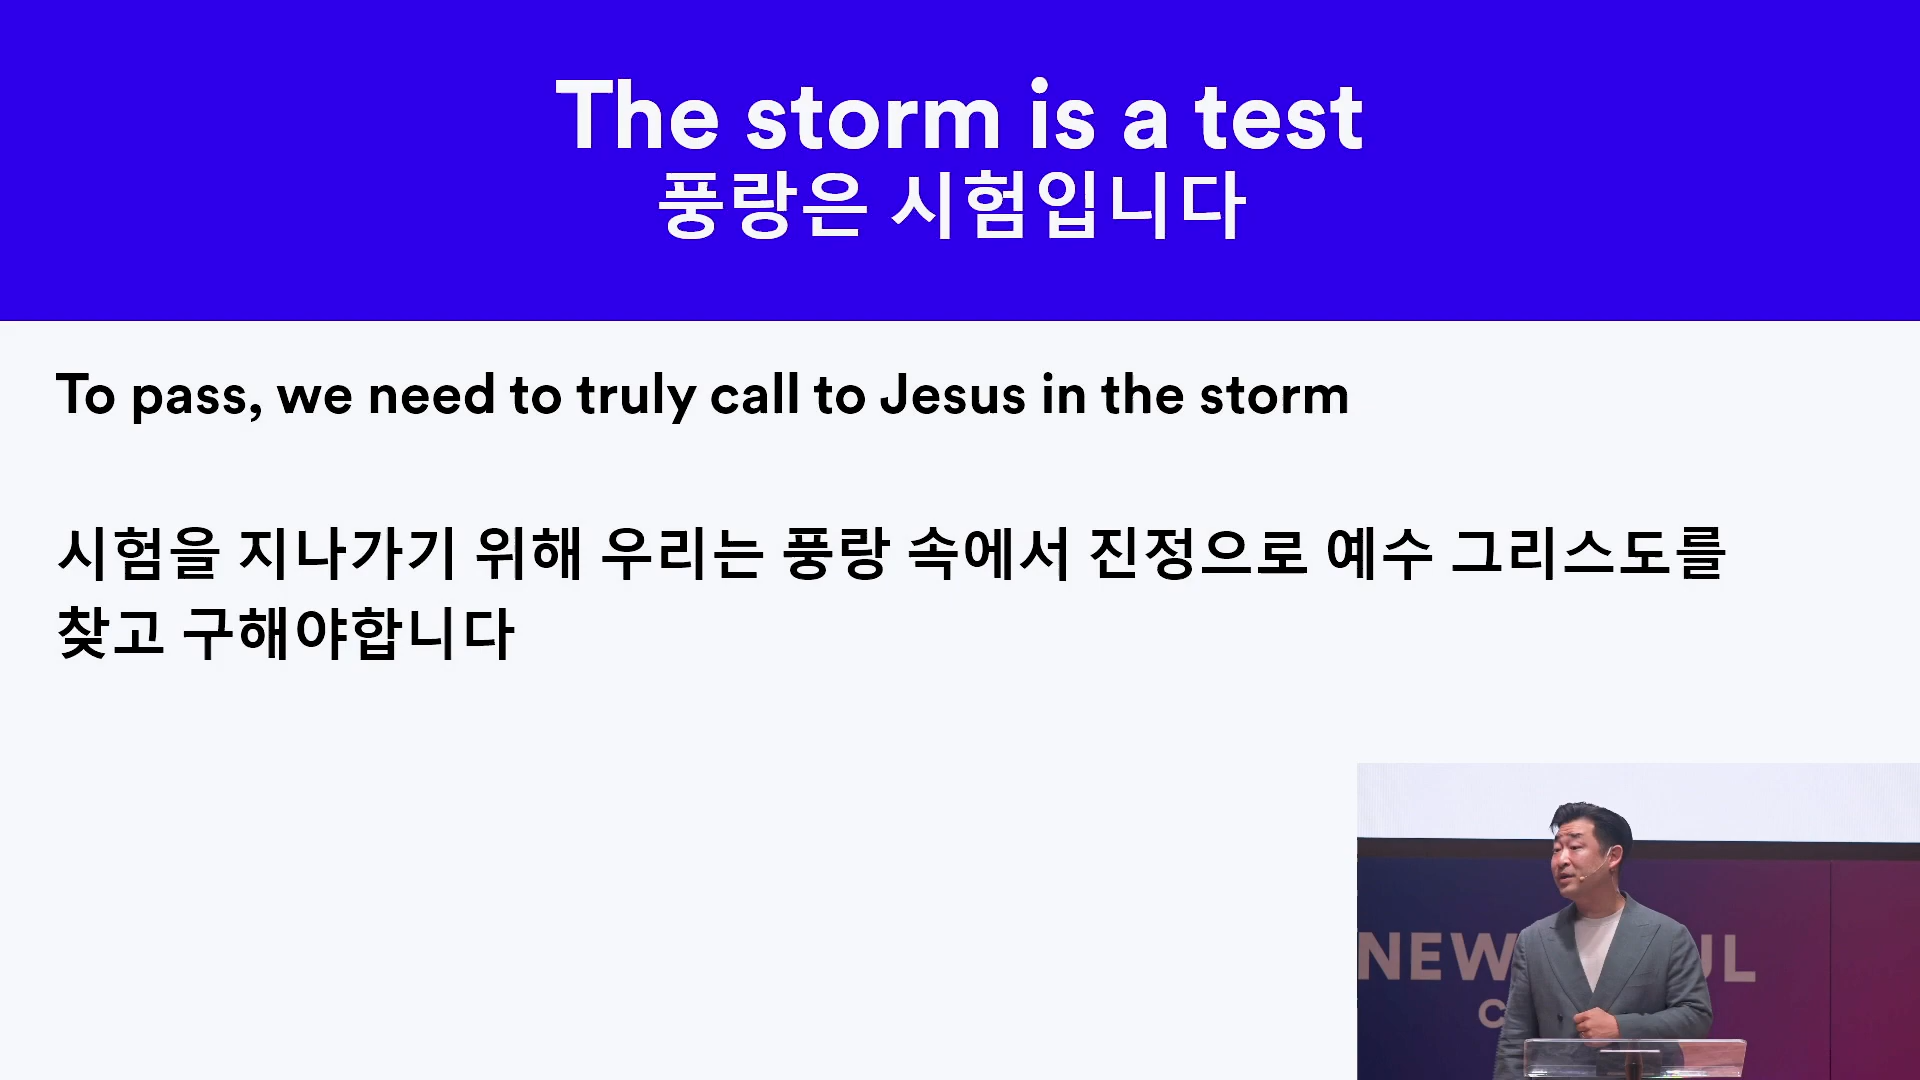 The storm is a test
풍랑은 시험입니다
To pass, we need to truly call to Jesus in the storm
시험을 지나가기 위해 우리는 풍랑 속에서 진정으로 예수 그리스도를
찾고 구해야합니다
NEW